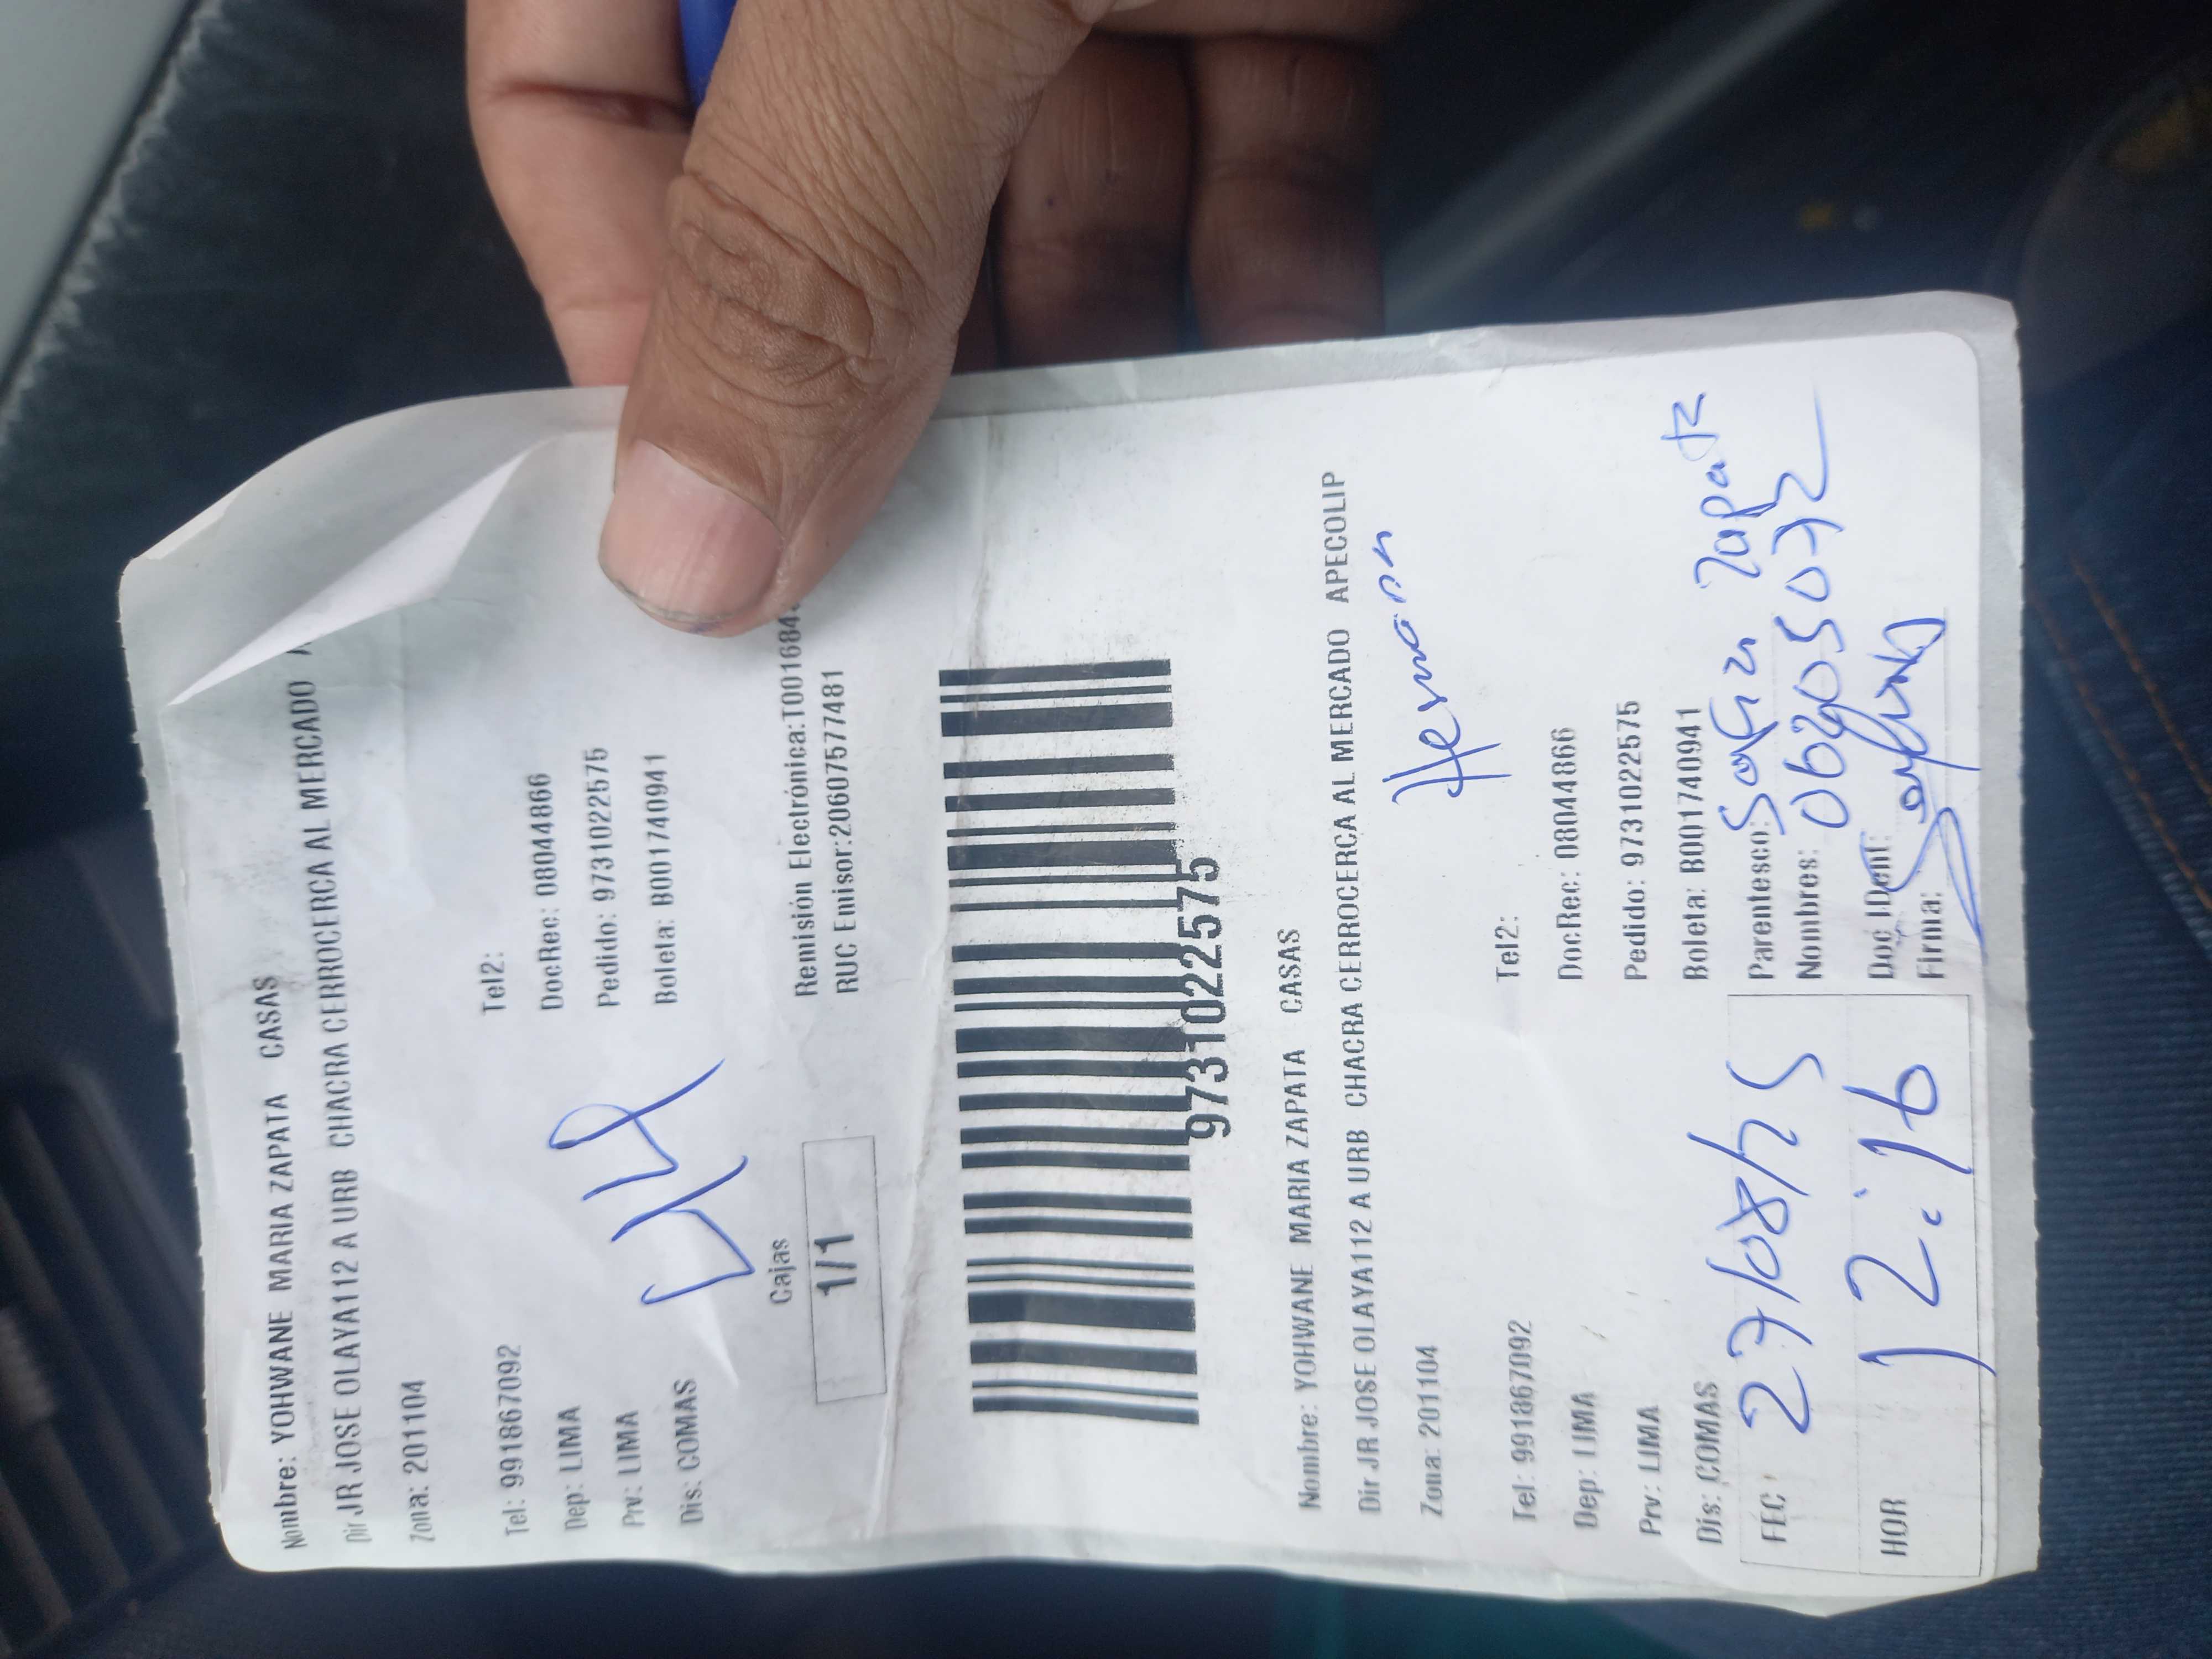 Nombre: YOHWANE MARIA ZAPATA CASAS
Dir JR JOSE OLAYA112 A URB CHACRA CERROCERCA AL MERCADO
Zona: 201104
Tel: 991867092 Tel2:
Dep: LIMA DocRec: 08044866
Prv: LIMA Pedido: 9731022575
Dis: COMAS Boleta: B001740941
Cajas
1/1
Remisión Electrónica:T001684
RUC Emisor:20607577481
9731022575
Nombre: YOHWANE MARIA ZAPATA CASAS
Dir JR JOSE OLAYA112 A URB CHACRA CERROCERCA AL MERCADO APECOLIP
Zona: 201104
Hermana
Tel: 991867092 Tel2:
Dep: LIMA DocRec: 08044866
Prv: LIMA Pedido: 9731022575
Dis: COMAS Boleta: B001740941
FEC 27/08/25
Parentesco: Sofia Zapata
Nombres: 06905072
HOR 12:16
Doc IDent:
Firma: